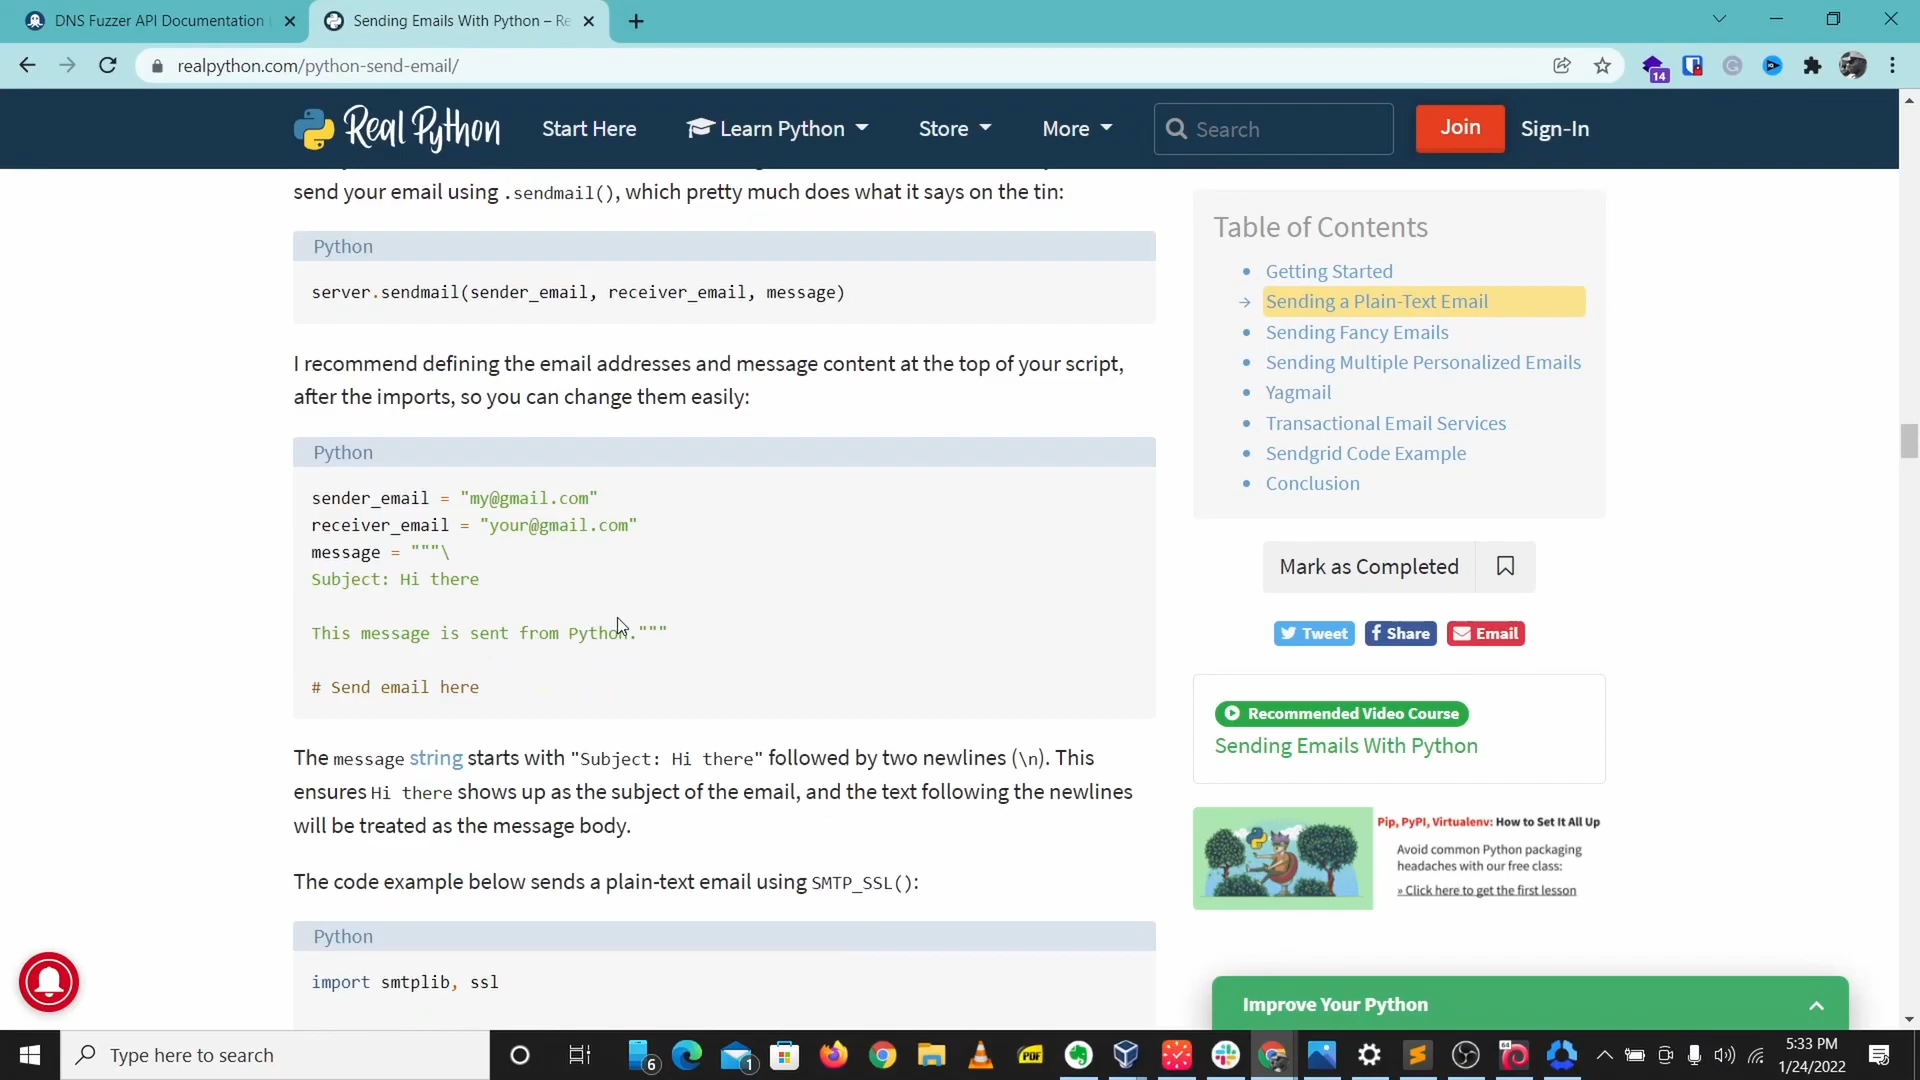 DNS Fuzzer API Documentation
Sending Emails With Python – Re
realpython.com/python-send-email/
14
Real Python
Start Here
Learn Python
Store
More
Search
Join
Sign-In
send your email using .sendmail(), which pretty much does what it says on the tin:
Python
server.sendmail(sender_email, receiver_email, message)
I recommend defining the email addresses and message content at the top of your script,
after the imports, so you can change them easily:
Python
sender_email = "my@gmail.com"
receiver_email = "your@gmail.com"
message = """\
Subject: Hi there
This message is sent from Python."""
# Send email here
The message string starts with "Subject: Hi there" followed by two newlines (\n). This
ensures Hi there shows up as the subject of the email, and the text following the newlines
will be treated as the message body.
The code example below sends a plain-text email using SMTP_SSL():
Python
import smtplib, ssl
Table of Contents
Getting Started
→ Sending a Plain-Text Email
Sending Fancy Emails
Sending Multiple Personalized Emails
Yagmail
Transactional Email Services
Sendgrid Code Example
Conclusion
Mark as Completed
Tweet
Share
Email
Recommended Video Course
Sending Emails With Python
Pip, PyPI, Virtualenv: How to Set It All Up
Avoid common Python packaging
headaches with our free class:
» Click here to get the first lesson
Improve Your Python
Type here to search
6
1
PDF
64
5:33 PM
1/24/2022